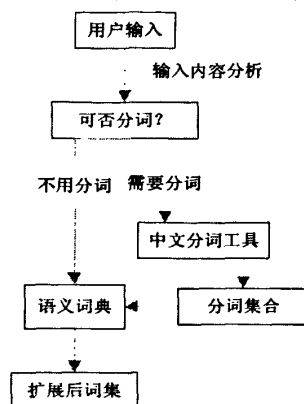 用户输入
输入内容分析
可否分词?
不用分词 需要分词
中文分词工具
语义词典 分词集合
扩展后词集